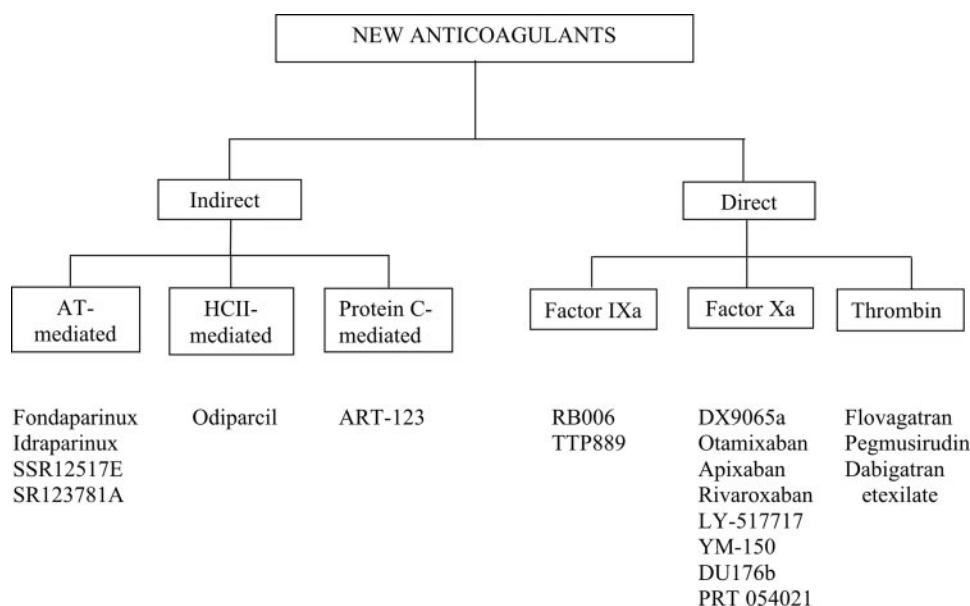 NEW ANTICOAGULANTS
Indirect
Direct
AT-
mediated
HCII-
mediated
Protein C-
mediated
Factor IXa
Factor Xa
Thrombin
Fondaparinux
Idraparinux
SSR12517E
SR123781A
Odiparcil
ART-123
RB006
TTP889
DX9065a
Otamixaban
Apixaban
Rivaroxaban
LY-517717
YM-150
DU176b
PRT 054021
Flovagatran
Pegmusirudin
Dabigatran
etexilate